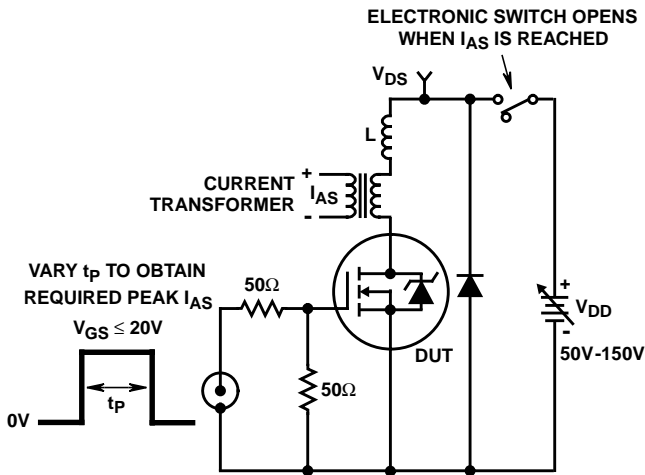 ELECTRONIC SWITCH OPENS
WHEN IAS IS REACHED
VDS
L
+
CURRENT
TRANSFORMER
IAS
-
VARY tP TO OBTAIN
REQUIRED PEAK IAS
50Ω
VGS ≤ 20V
+
VDD
-
50V-150V
DUT
50Ω
0V
tP